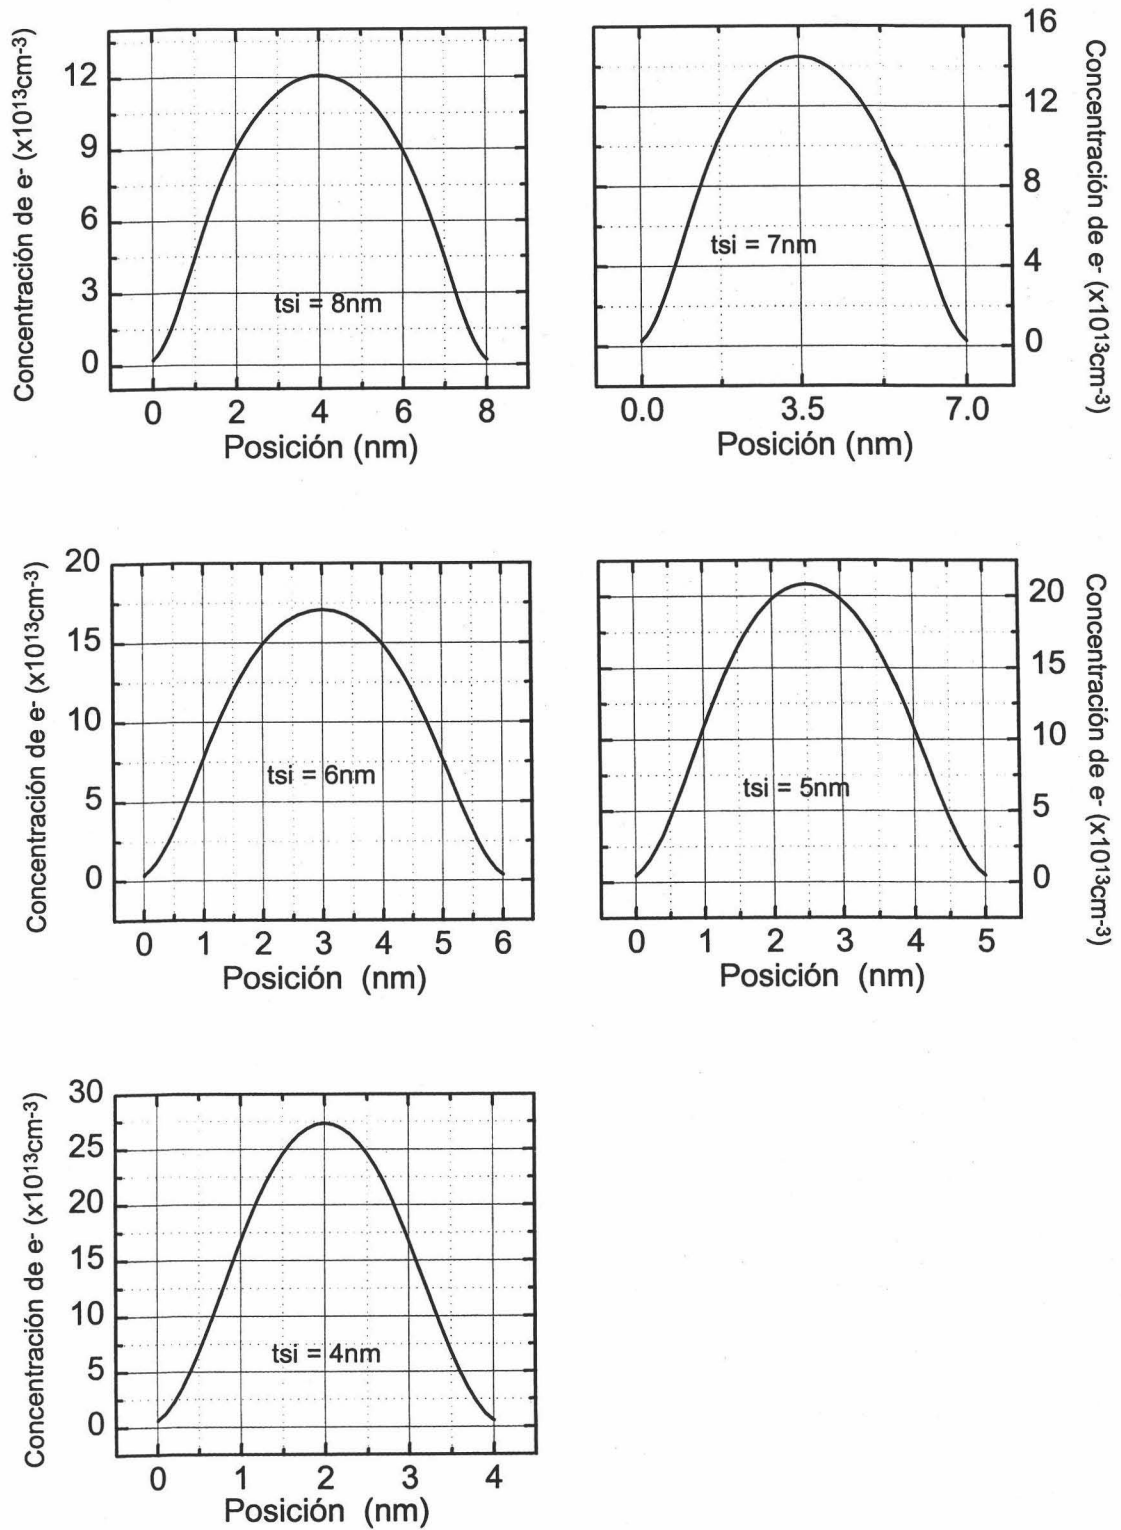 Concentración de e- (x10¹³cm-³)
12
9
6
3
0
tsi = 8nm
0 2 4 6 8
Posición (nm)
16
12
8
4
0
Concentración de e- (x10¹³cm-³)
tsi = 7nm
0.0 3.5 7.0
Posición (nm)
Concentración de e- (x10¹³cm-³)
20
15
10
5
0
tsi = 6nm
0 1 2 3 4 5 6
Posición (nm)
20
15
10
5
0
Concentración de e- (x10¹³cm-³)
tsi = 5nm
0 1 2 3 4 5
Posición (nm)
Concentración de e- (x10¹³cm-³)
30
25
20
15
10
5
0
tsi = 4nm
0 1 2 3 4
Posición (nm)